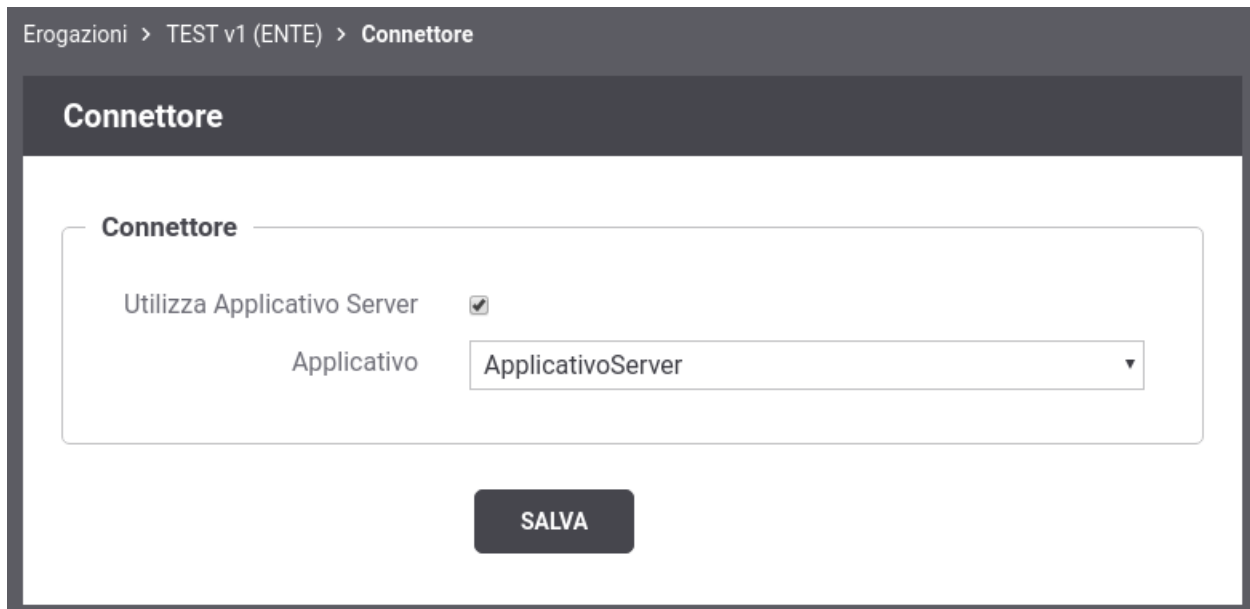 Erogazioni > TEST v1 (ENTE) > Connettore
Connettore
Connettore
Utilizza Applicativo Server
Applicativo
ApplicativoServer
SALVA